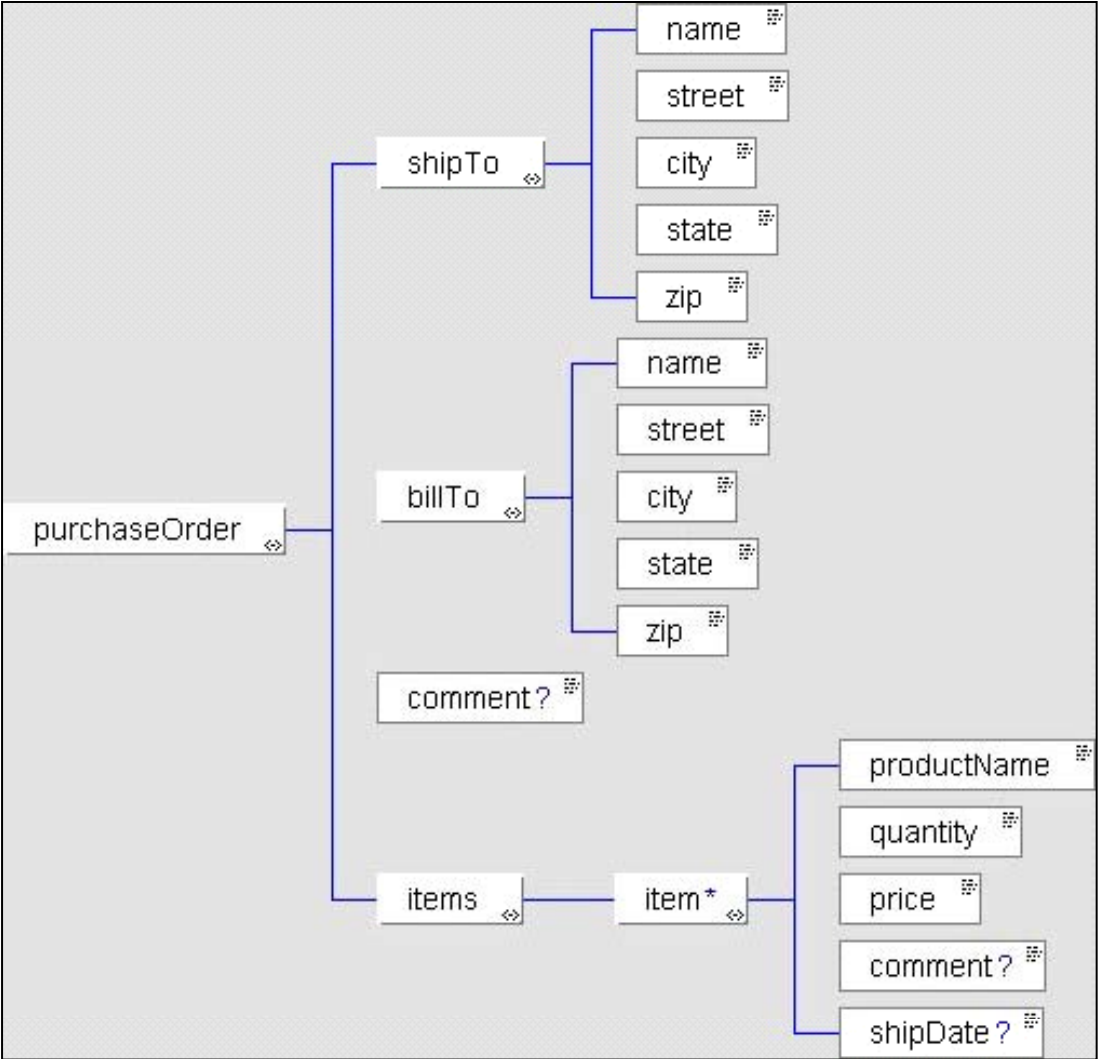 name
street
city
shipTo
state
zip
name
street
city
billTo
purchaseOrder
state
zip
comment?
productName
quantity
items
item*
price
comment?
shipDate?